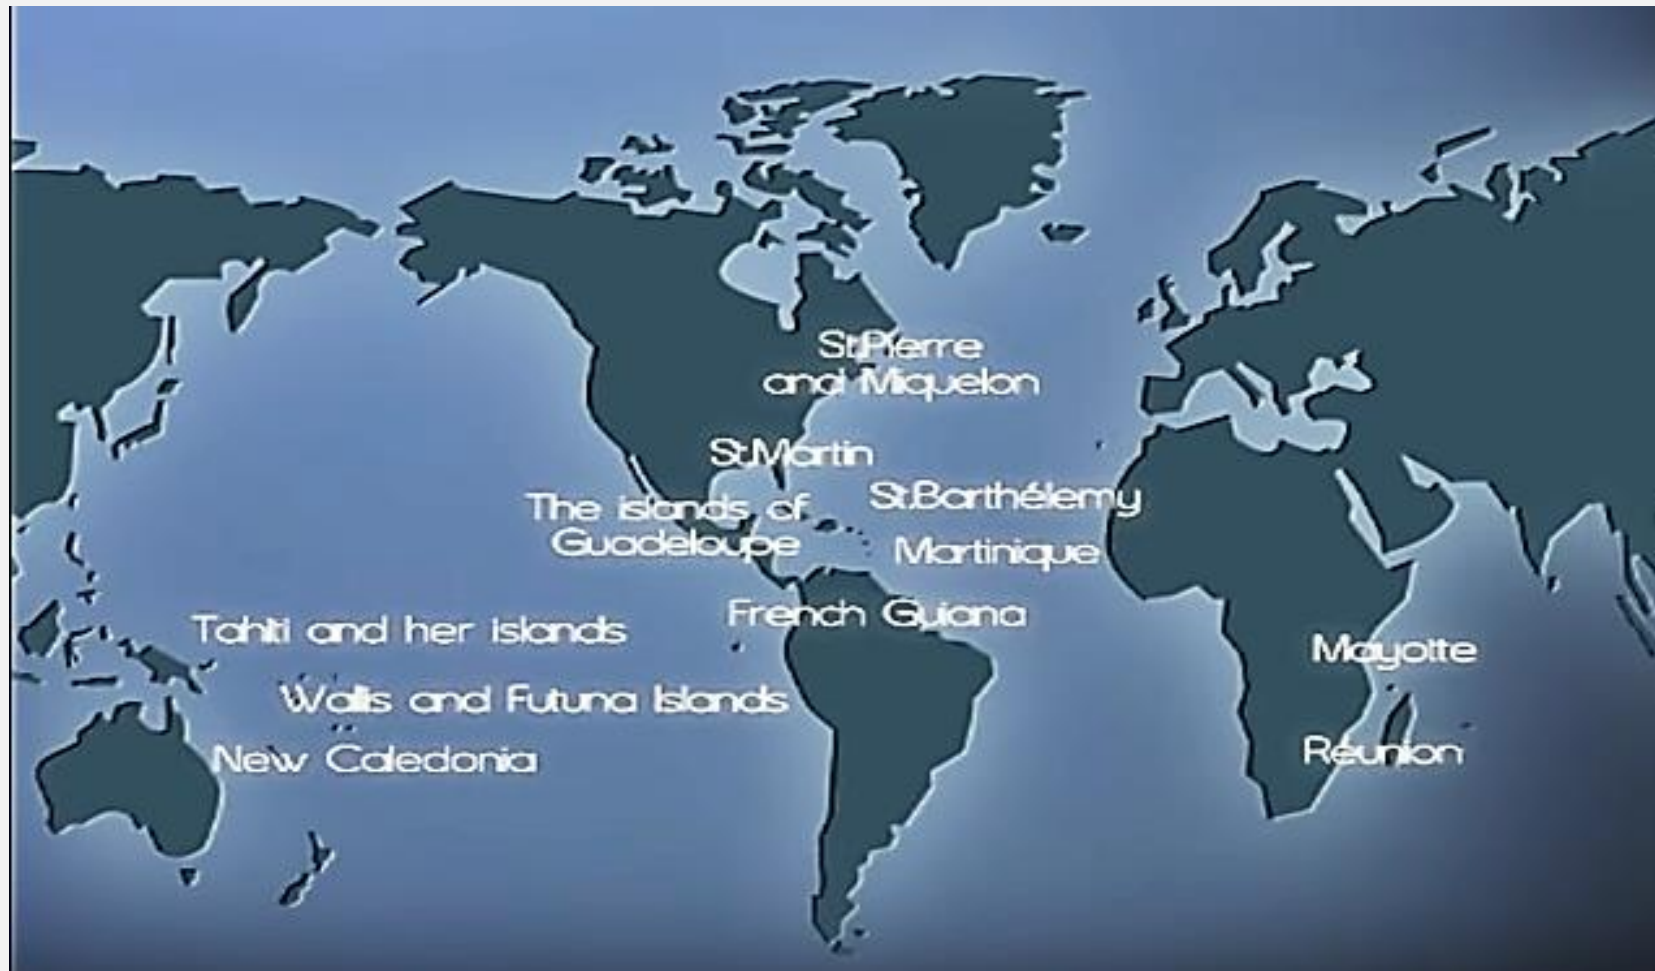 St.Pierre
and Miquelon
St.Martin
St.Barthélemy
The islands of
Guadeloupe
Martinique
French Guiana
Tahiti and her islands
Mayotte
Wallis and Futuna Islands
New Caledonia
Réunion